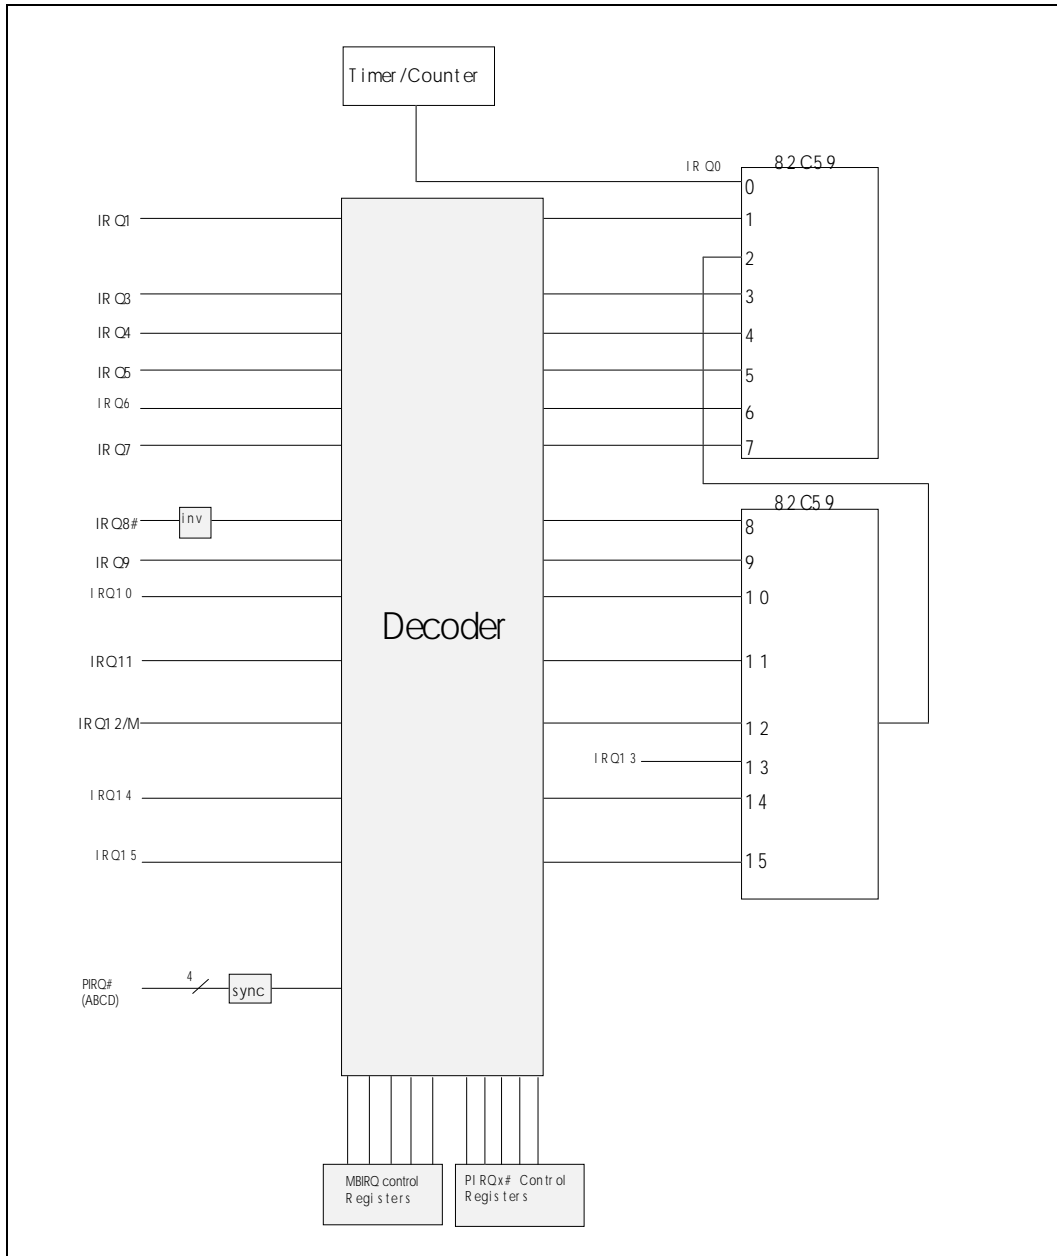 Timer/Counter
IRQ0
82C59
0
IRQ1
1
2
IRQ3
3
IRQ4
4
IRQ5
5
IRQ6
6
IRQ7
7
82C59
IRQ8#
inv
8
IRQ9
9
IRQ10
10
Decoder
IRQ11
11
IRQ12/M
12
IRQ13
13
IRQ14
14
IRQ15
15
PIRQ#
(ABCD)
4
sync
MBIRQ control
Registers
PIRQx# Control
Registers